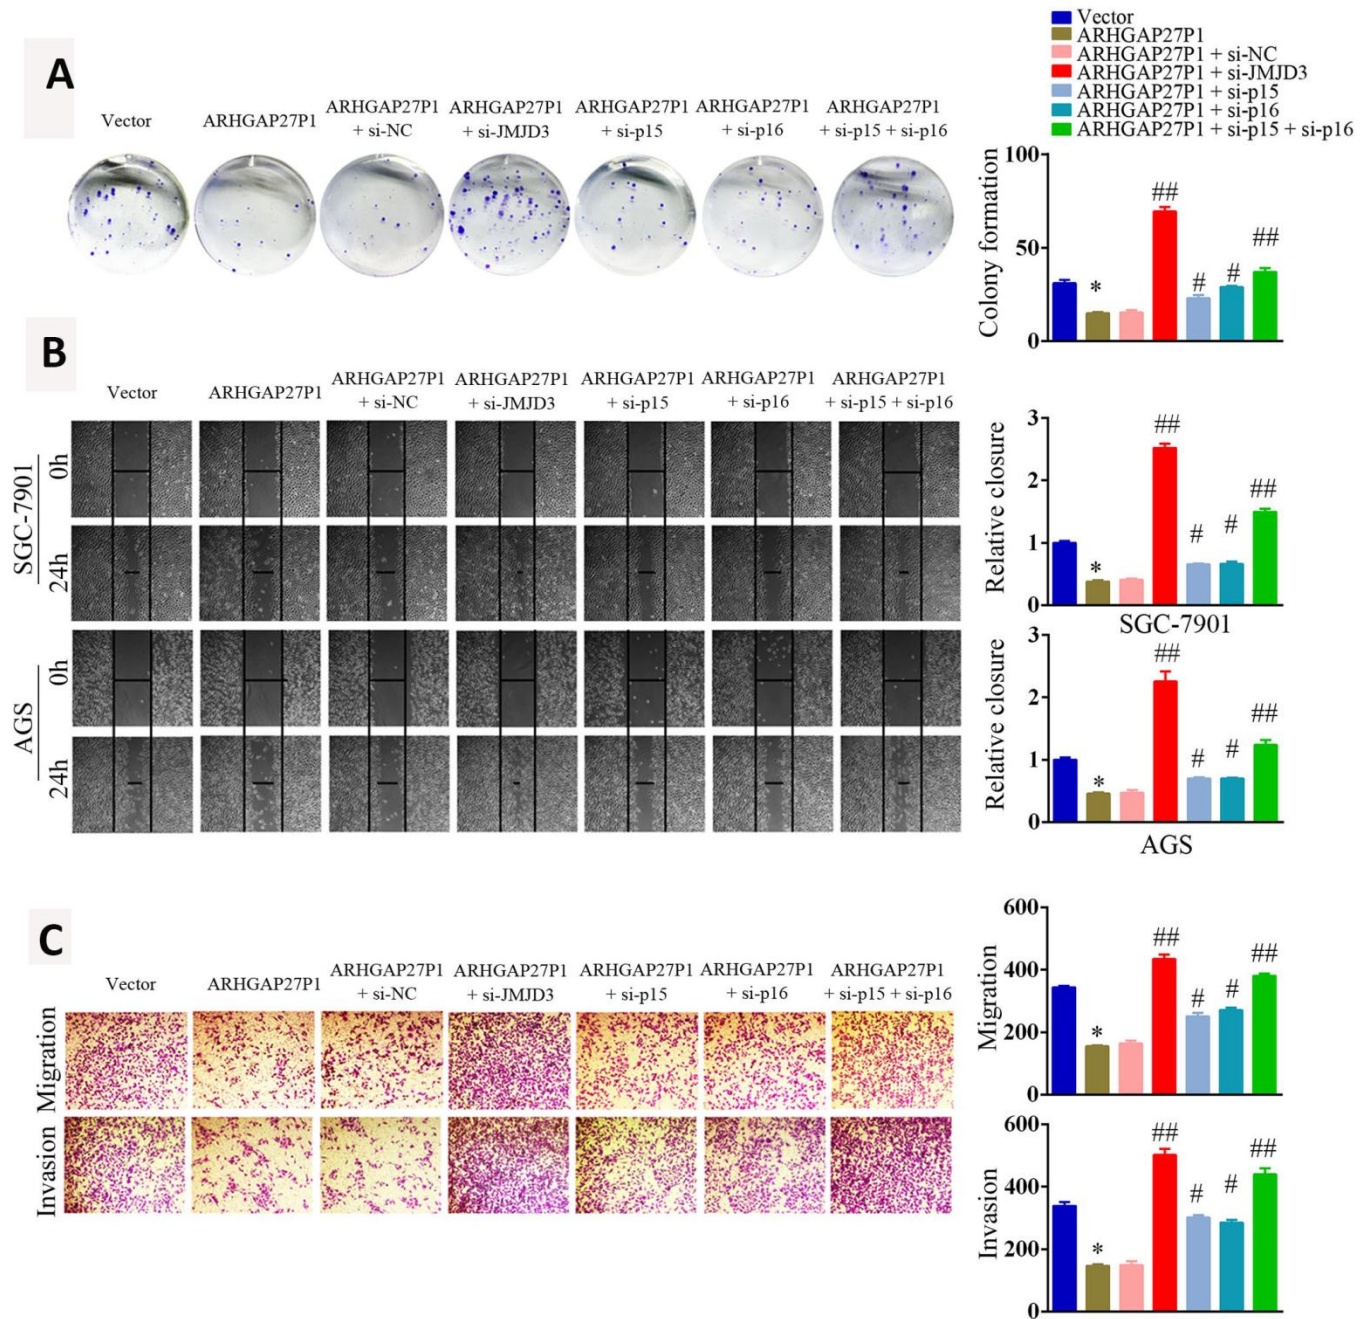 Vector
ARHGAP27P1
ARHGAP27P1 + si-NC
ARHGAP27P1 + si-JMJD3
ARHGAP27P1 + si-p15
ARHGAP27P1 + si-p16
ARHGAP27P1 + si-p15 + si-p16
A
Vector
ARHGAP27P1
ARHGAP27P1
+ si-NC
ARHGAP27P1
+ si-JMJD3
ARHGAP27P1
+ si-p15
ARHGAP27P1
+ si-p16
ARHGAP27P1
+ si-p15 + si-p16
Colony formation
100
50
0
*
##
#
#
##
B
Vector
ARHGAP27P1
ARHGAP27P1
+ si-NC
ARHGAP27P1
+ si-JMJD3
ARHGAP27P1
+ si-p15
ARHGAP27P1
+ si-p16
ARHGAP27P1
+ si-p15 + si-p16
SGC-7901
0h
24h
AGS
0h
24h
Relative closure
3
2
1
0
*
##
#
#
##
SGC-7901
Relative closure
3
2
1
0
*
##
#
#
##
AGS
C
Vector
ARHGAP27P1
ARHGAP27P1
+ si-NC
ARHGAP27P1
+ si-JMJD3
ARHGAP27P1
+ si-p15
ARHGAP27P1
+ si-p16
ARHGAP27P1
+ si-p15 + si-p16
Migration
Invasion
Migration
600
400
200
0
*
##
#
#
##
Invasion
600
400
200
0
*
##
#
#
##